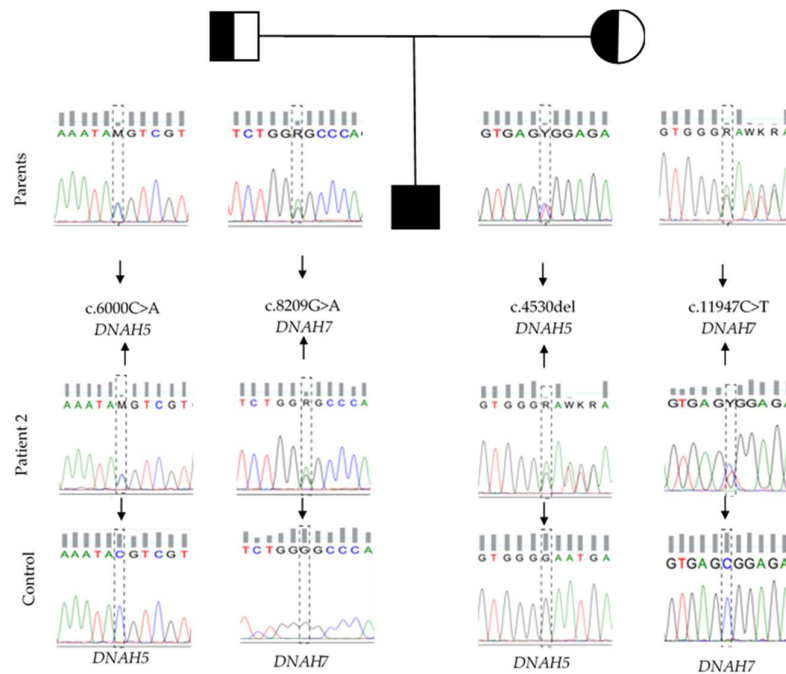 AAATAMGTCGT
TCTGGRGCCCA
GTGAGYGGAGA
GTGGGRAWKRA
Parents
c.6000C>A
DNAH5
c.8209G>A
DNAH7
c.4530del
DNAH5
c.11947C>T
DNAH7
AAATAMGTCGT
TCTGGRGCCCA
GTGGGRAWKRA
GTGAGYGGAGA
Patient 2
AAATACGTCGT
TCTGGGGCCCA
GTGGGGAATGA
GTGAGCGGAGA
Control
DNAH5
DNAH7
DNAH5
DNAH7